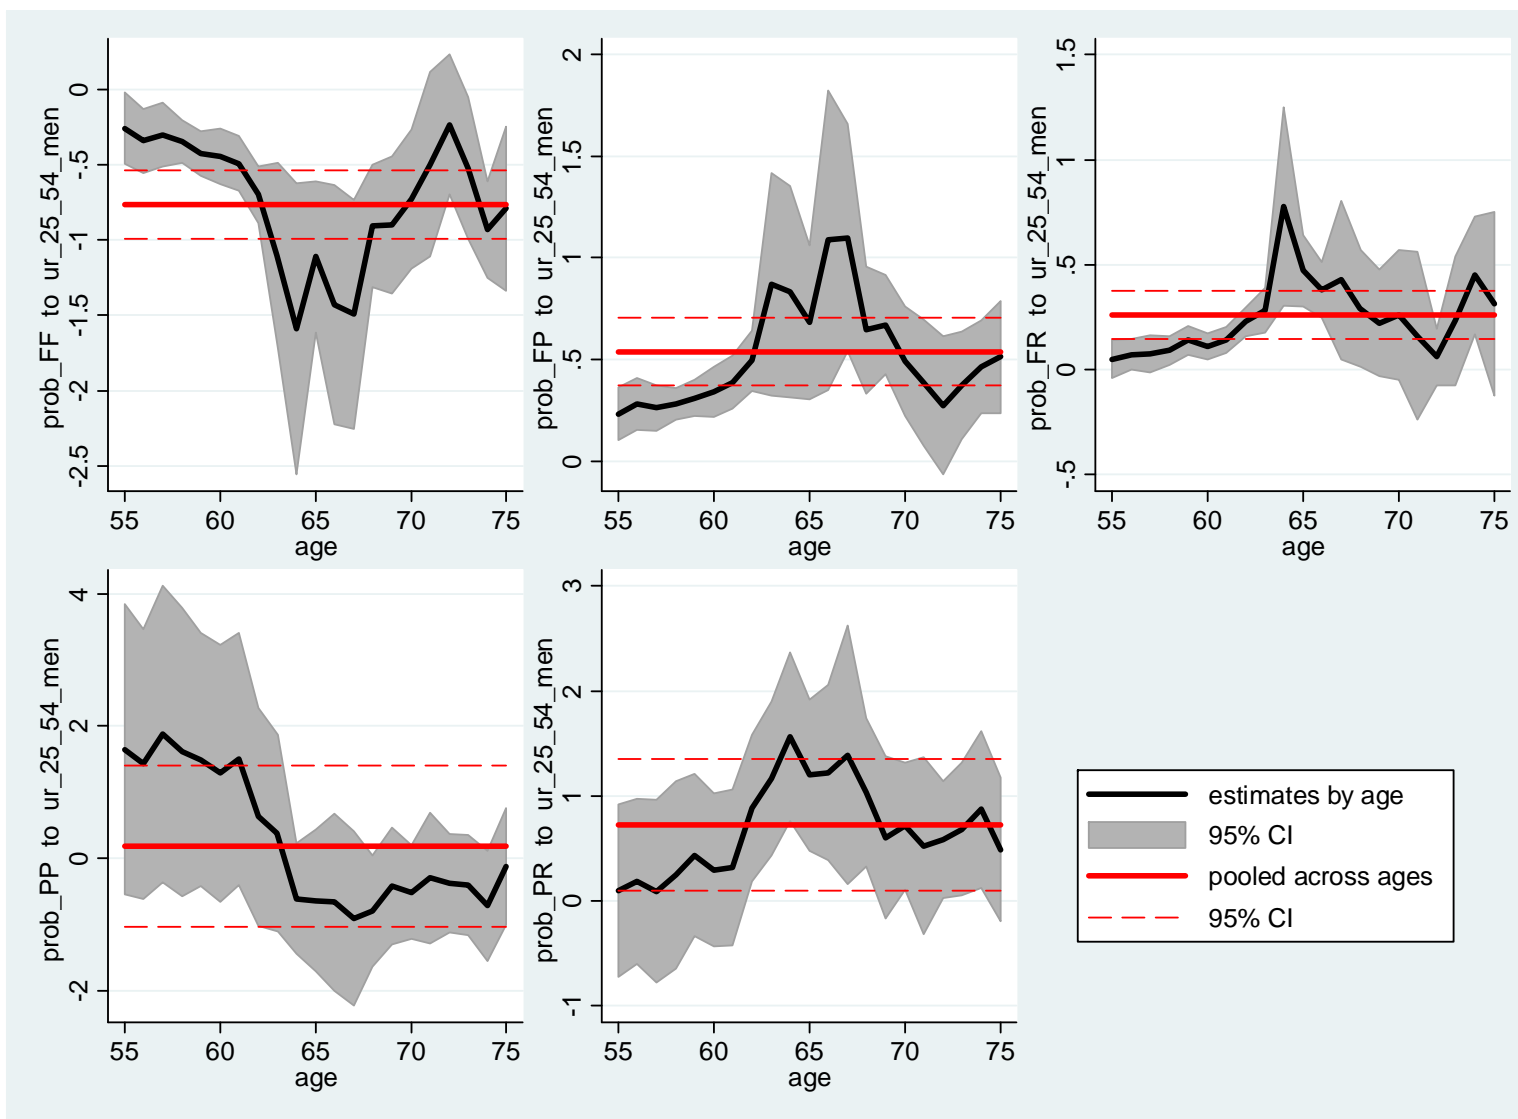 prob_FF to ur_25_54_men
0
-.5
-1
-1.5
-2
-2.5
55 60 65 70 75
age
prob_FP to ur_25_54_men
2
1.5
1
.5
0
55 60 65 70 75
age
prob_FR to ur_25_54_men
1.5
1
.5
0
-.5
55 60 65 70 75
age
prob_PP to ur_25_54_men
4
2
0
-2
55 60 65 70 75
age
prob_PR to ur_25_54_men
3
2
1
0
-1
55 60 65 70 75
age
estimates by age
95% CI
pooled across ages
95% CI